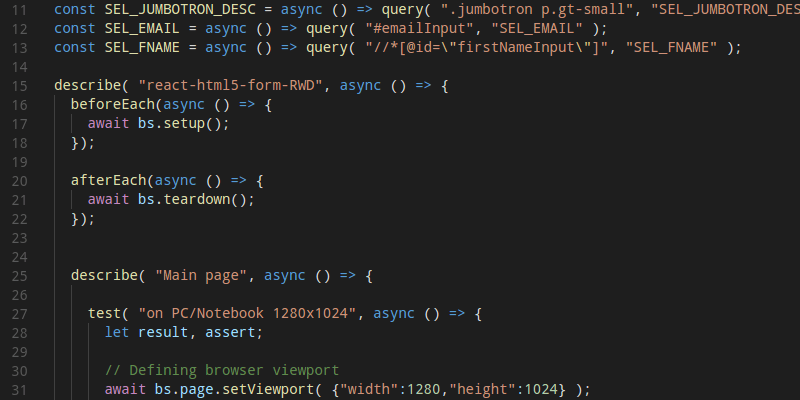 11 const SEL_JUMBOTRON_DESC = async () => query( ".jumbotron p.gt-small", "SEL_JUMBOTRON_DES
12 const SEL_EMAIL = async () => query( "#emailInput", "SEL_EMAIL" );
13 const SEL_FNAME = async () => query( "//*[@id=\"firstNameInput\"]", "SEL_FNAME" );
14
15 describe( "react-html5-form-RWD", async () => {
16   beforeEach(async () => {
17     await bs.setup();
18   });
19
20   afterEach(async () => {
21     await bs.teardown();
22   });
23
24
25   describe( "Main page", async () => {
26
27     test( "on PC/Notebook 1280x1024", async () => {
28       let result, assert;
29
30       // Defining browser viewport
31       await bs.page.setViewport( {"width":1280,"height":1024} );